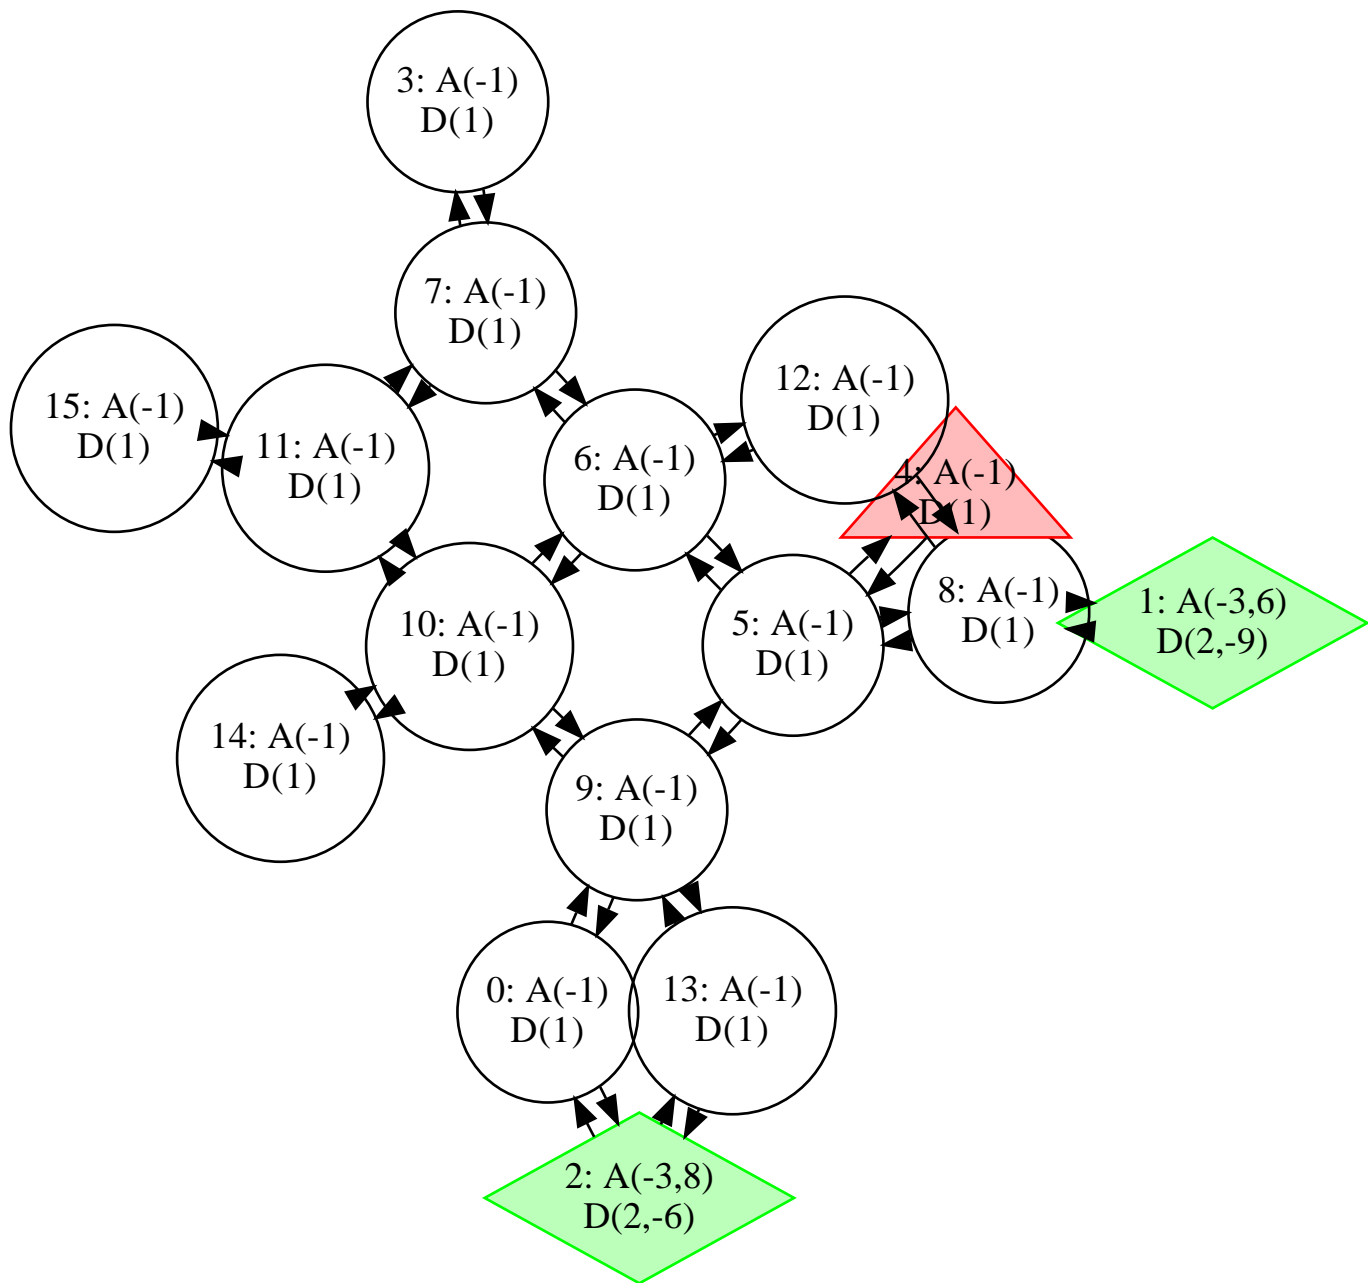 3: A(-1)
D(1)
7: A(-1)
D(1)
12: A(-1)
D(1)
15: A(-1)
D(1)
11: A(-1)
D(1)
6: A(-1)
D(1)
4: A(-1)
D(1)
8: A(-1)
D(1)
1: A(-3,6)
D(2,-9)
10: A(-1)
D(1)
5: A(-1)
D(1)
14: A(-1)
D(1)
9: A(-1)
D(1)
0: A(-1)
D(1)
13: A(-1)
D(1)
2: A(-3,8)
D(2,-6)